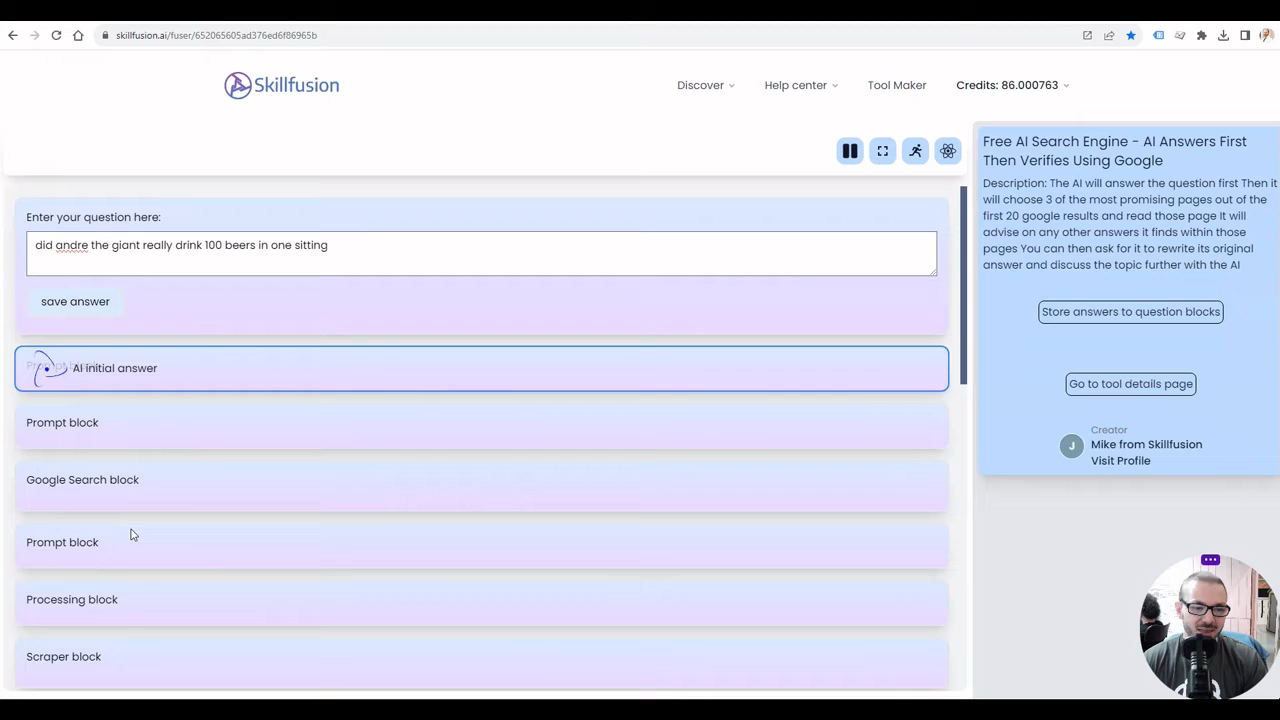 skillfusion.ai/fuser/652065605ad376ed6f86965b
Skillfusion
Discover
Help center
Tool Maker
Credits: 86.000763
Enter your question here:
did andre the giant really drink 100 beers in one sitting
save answer
AI initial answer
Prompt block
Google Search block
Prompt block
Processing block
Scraper block
Free AI Search Engine - AI Answers First
Then Verifies Using Google
Description: The AI will answer the question first Then it
will choose 3 of the most promising pages out of the
first 20 google results and read those page It will
advise on any other answers it finds within those
pages You can then ask for it to rewrite its original
answer and discuss the topic further with the AI
Store answers to question blocks
Go to tool details page
J
Creator
Mike from Skillfusion
Visit Profile